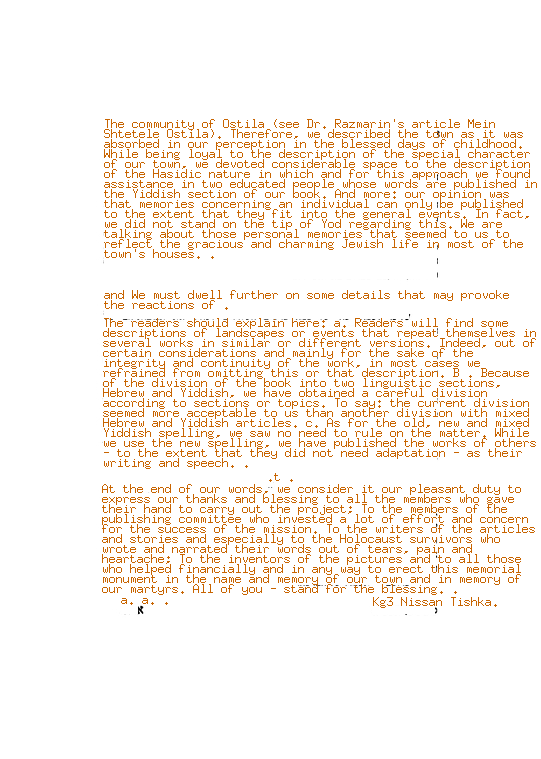 The community of Ostila (see Dr. Razmarin's article Mein
Shtetele Ostila). Therefore, we described the town as it was
absorbed in our perception in the blessed days of childhood.
While being loyal to the description of the special character
of our town, we devoted considerable space to the description
of the Hasidic nature in which and for this approach we found
assistance in two educated people whose words are published in
the Yiddish section of our book. And more: our opinion was
that memories concerning an individual can only be published
to the extent that they fit into the general events. In fact,
we did not stand on the tip of Yod regarding this. We are
talking about those personal memories that seemed to us to
reflect the gracious and charming Jewish life in most of the
town's houses. .
and We must dwell further on some details that may provoke
the reactions of .
The readers should explain here: a. Readers will find some
descriptions of landscapes or events that repeat themselves in
several works in similar or different versions. Indeed, out of
certain considerations and mainly for the sake of the
integrity and continuity of the work, in most cases we
refrained from omitting this or that description. B . Because
of the division of the book into two linguistic sections,
Hebrew and Yiddish, we have obtained a careful division
according to sections or topics. To say: the current division
seemed more acceptable to us than another division with mixed
Hebrew and Yiddish articles. c. As for the old, new and mixed
Yiddish spelling, we saw no need to rule on the matter. While
we use the new spelling, we have published the works of others
- to the extent that they did not need adaptation - as their
writing and speech. .
.t .
At the end of our words, we consider it our pleasant duty to
express our thanks and blessing to all the members who gave
their hand to carry out the project: To the members of the
publishing committee who invested a lot of effort and concern
for the success of the mission. To the writers of the articles
and stories and especially to the Holocaust survivors who
wrote and narrated their words out of tears, pain and
heartache; To the inventors of the pictures and to all those
who helped financially and in any way to erect this memorial
monument in the name and memory of our town and in memory of
our martyrs. All of you - stand for the blessing. .
a. a. .
Kg3 Nissan Tishka.
א